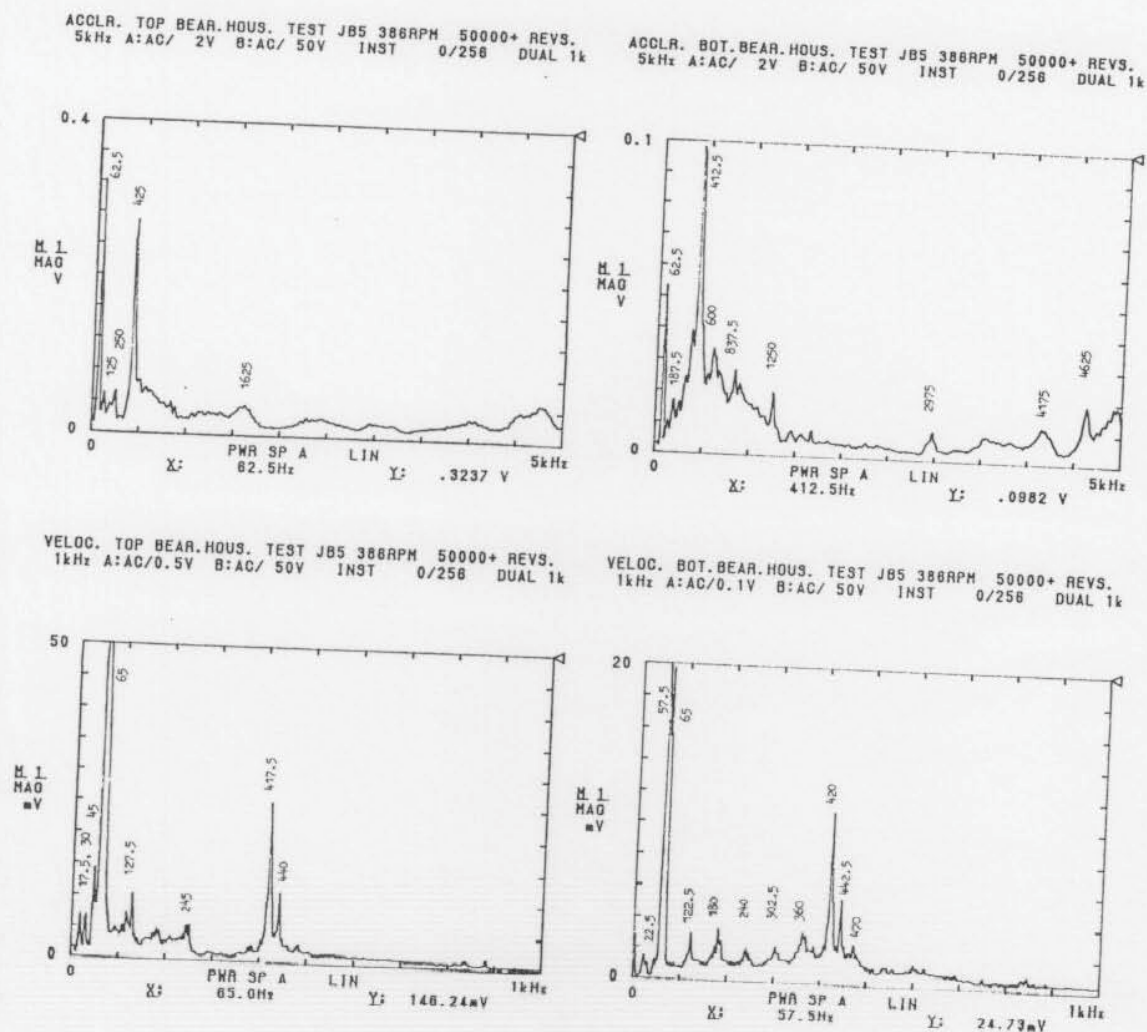 ACCLR. TOP BEAR.HOUS. TEST JB5 386RPM 50000+ REVS.
5kHz A:AC/ 2V B:AC/ 50V INST 0/256 DUAL 1k
0.4
62.5
425
M. 1
MAG
V
125
250
1625
0
0
PWR SP A LIN
5kHz
X: 62.5Hz Y: .3237 V
ACCLR. BOT.BEAR.HOUS. TEST JB5 386RPM 50000+ REVS.
5kHz A:AC/ 2V B:AC/ 50V INST 0/256 DUAL 1k
0.1
412.5
62.5
M. 1
MAG
V
187.5
600
837.5
1250
2975
4175
4625
0
0
PWR SP A LIN
5kHz
X: 412.5Hz Y: .0982 V
VELOC. TOP BEAR.HOUS. TEST JB5 386RPM 50000+ REVS.
1kHz A:AC/0.5V B:AC/ 50V INST 0/256 DUAL 1k
50
65
M. 1
MAG
mV
17.5, 30
45
127.5
245
417.5
440
0
0
PWR SP A LIN
1kHz
X: 65.0Hz Y: 146.24mV
VELOC. BOT.BEAR.HOUS. TEST JB5 386RPM 50000+ REVS.
1kHz A:AC/0.1V B:AC/ 50V INST 0/256 DUAL 1k
20
57.5
65
M. 1
MAG
mV
22.5
122.5
180
240
302.5
360
420
442.5
470
0
0
PWR SP A LIN
1kHz
X: 57.5Hz Y: 24.73mV